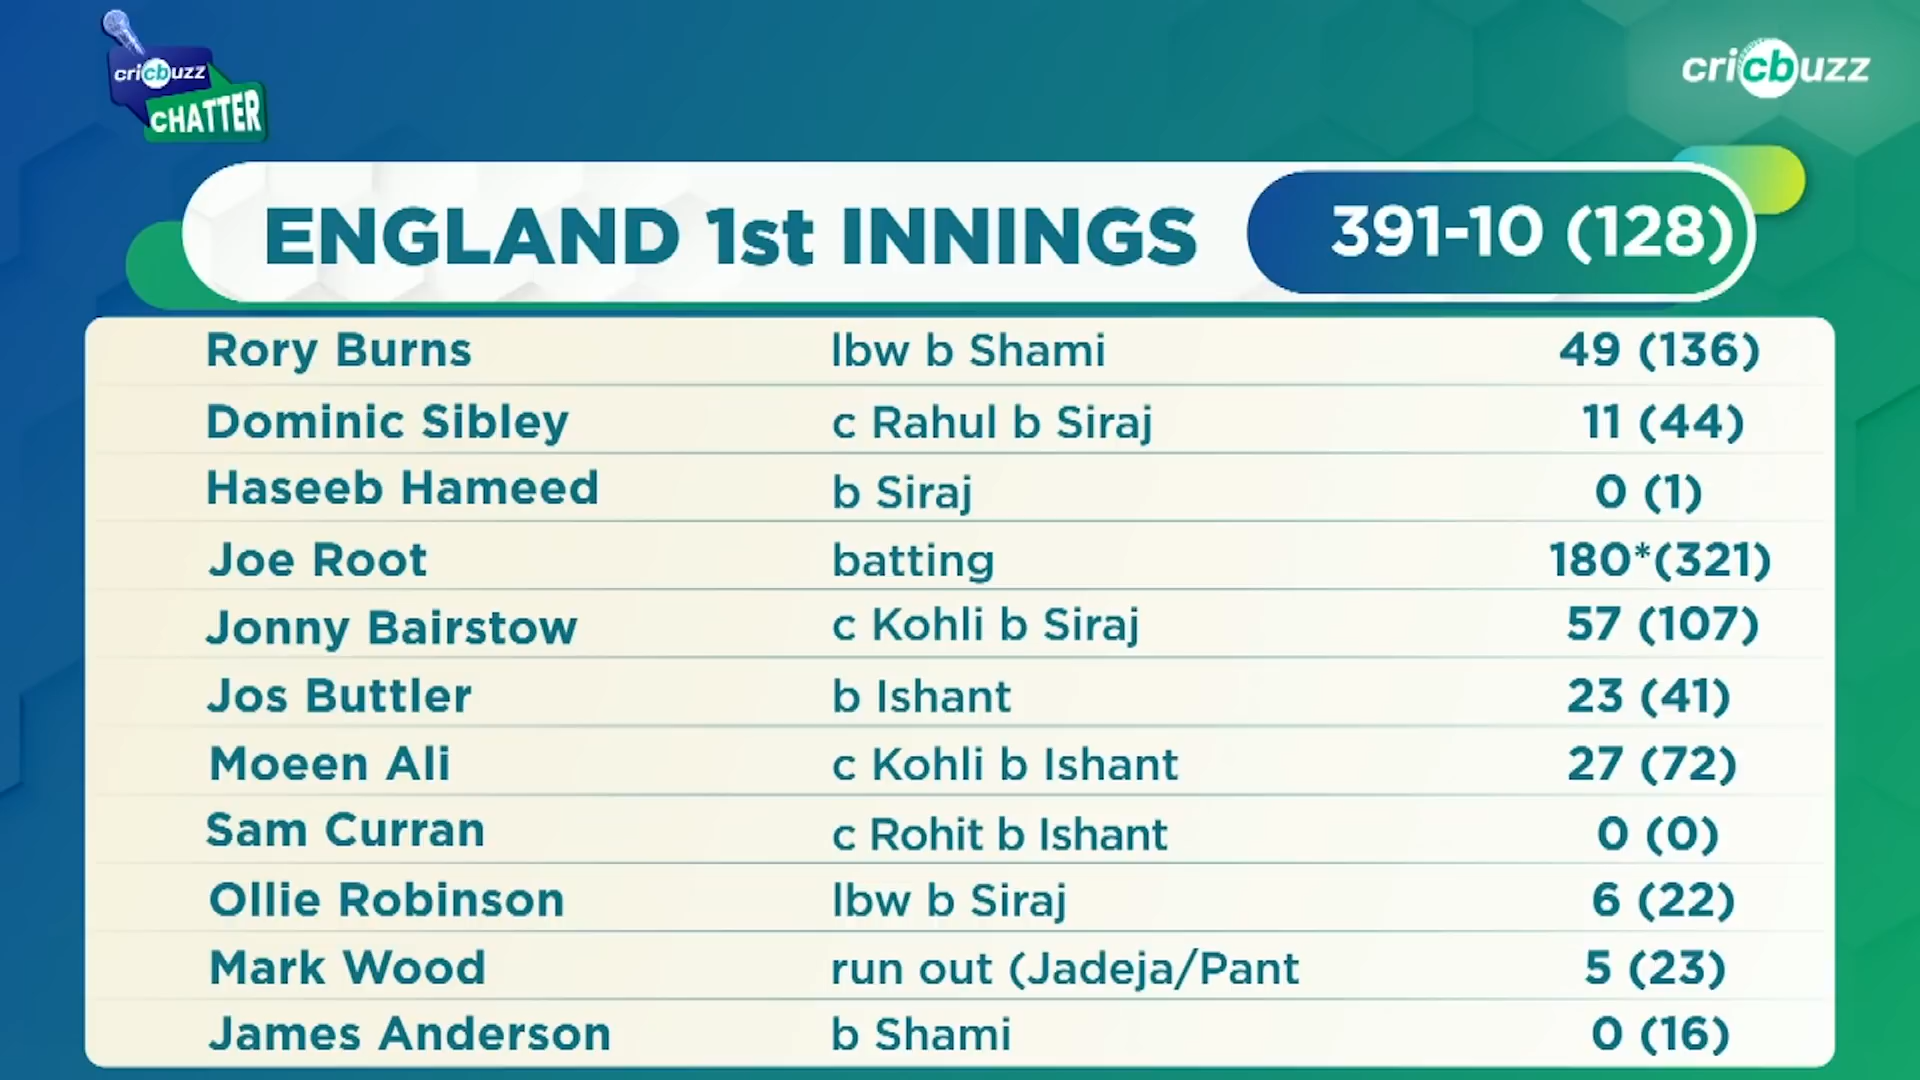 cricbuzz
CHATTER
cricbuzz
ENGLAND 1st INNINGS 391-10 (128)
Rory Burns lbw b Shami 49 (136)
Dominic Sibley c Rahul b Siraj 11 (44)
Haseeb Hameed b Siraj 0 (1)
Joe Root batting 180*(321)
Jonny Bairstow c Kohli b Siraj 57 (107)
Jos Buttler b Ishant 23 (41)
Moeen Ali c Kohli b Ishant 27 (72)
Sam Curran c Rohit b Ishant 0 (0)
Ollie Robinson lbw b Siraj 6 (22)
Mark Wood run out (Jadeja/Pant 5 (23)
James Anderson b Shami 0 (16)